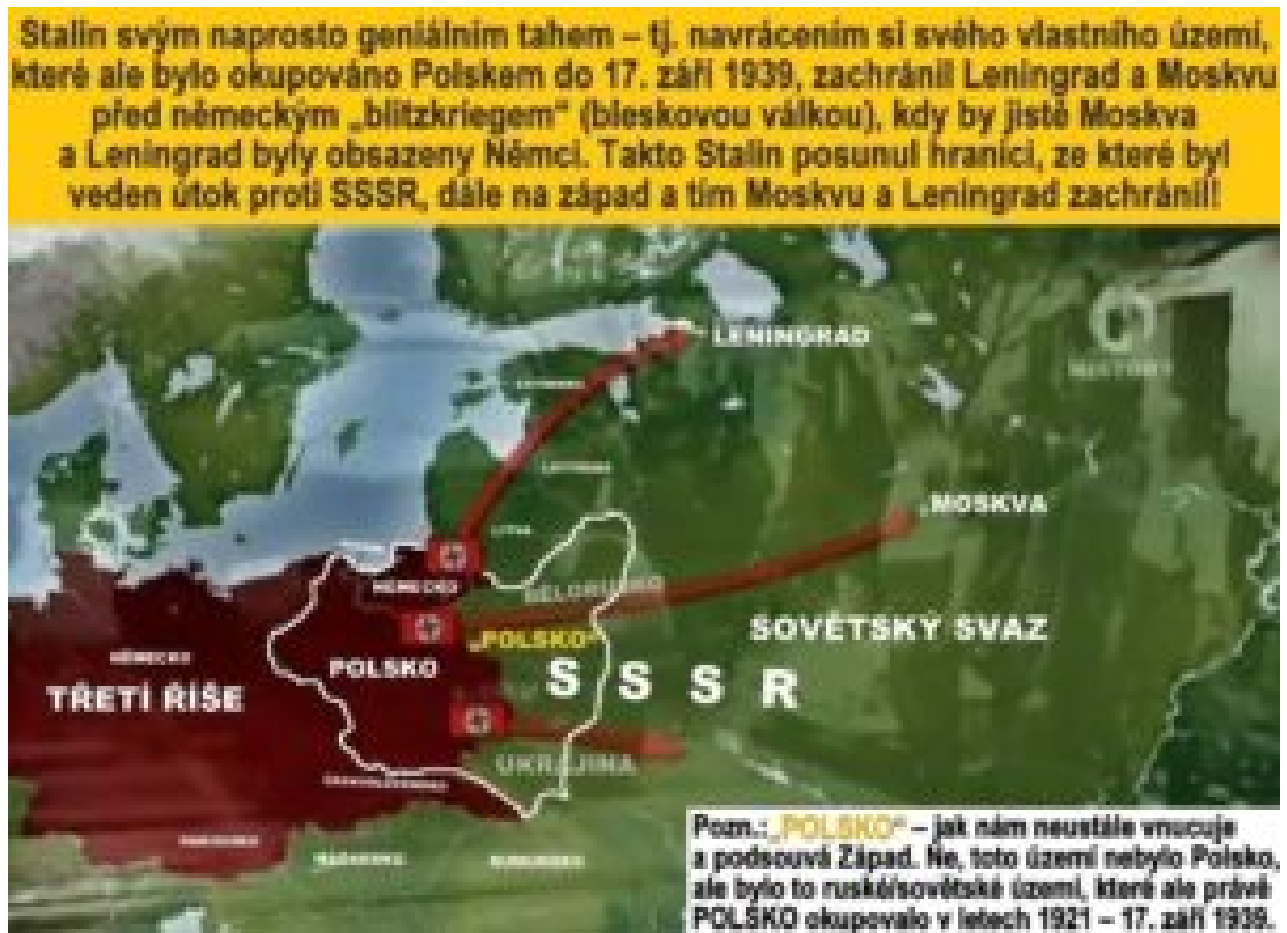 Stalin svým naprosto geniálním tahem – tj. navrácením si svého vlastního území,
které ale bylo okupováno Polskem do 17. září 1939, zachránil Leningrad a Moskvu
před německým „blitzkriegem“ (bleskovou válkou), kdy by jistě Moskva
a Leningrad byly obsazeny Němci. Takto Stalin posunul hranici, ze které byl
veden útok proti SSSR, dále na západ a tím Moskvu a Leningrad zachránil!
LENINGRAD
HISTORY
MOSKVA
LITVA
NĚMECKO
BĚLORUSKO
„POLSKO“
SOVĚTSKÝ SVAZ
NĚMECKO
POLSKO
S S S R
TŘETÍ ŘÍŠE
UKRAJINA
Pozn.: „POLSKO“ – jak nám neustále vnucuje
a podsouvá Západ. Ne, toto území nebylo Polsko,
ale bylo to ruské/sovětské území, které ale právě
POLSKO okupovalo v letech 1921 – 17. září 1939.